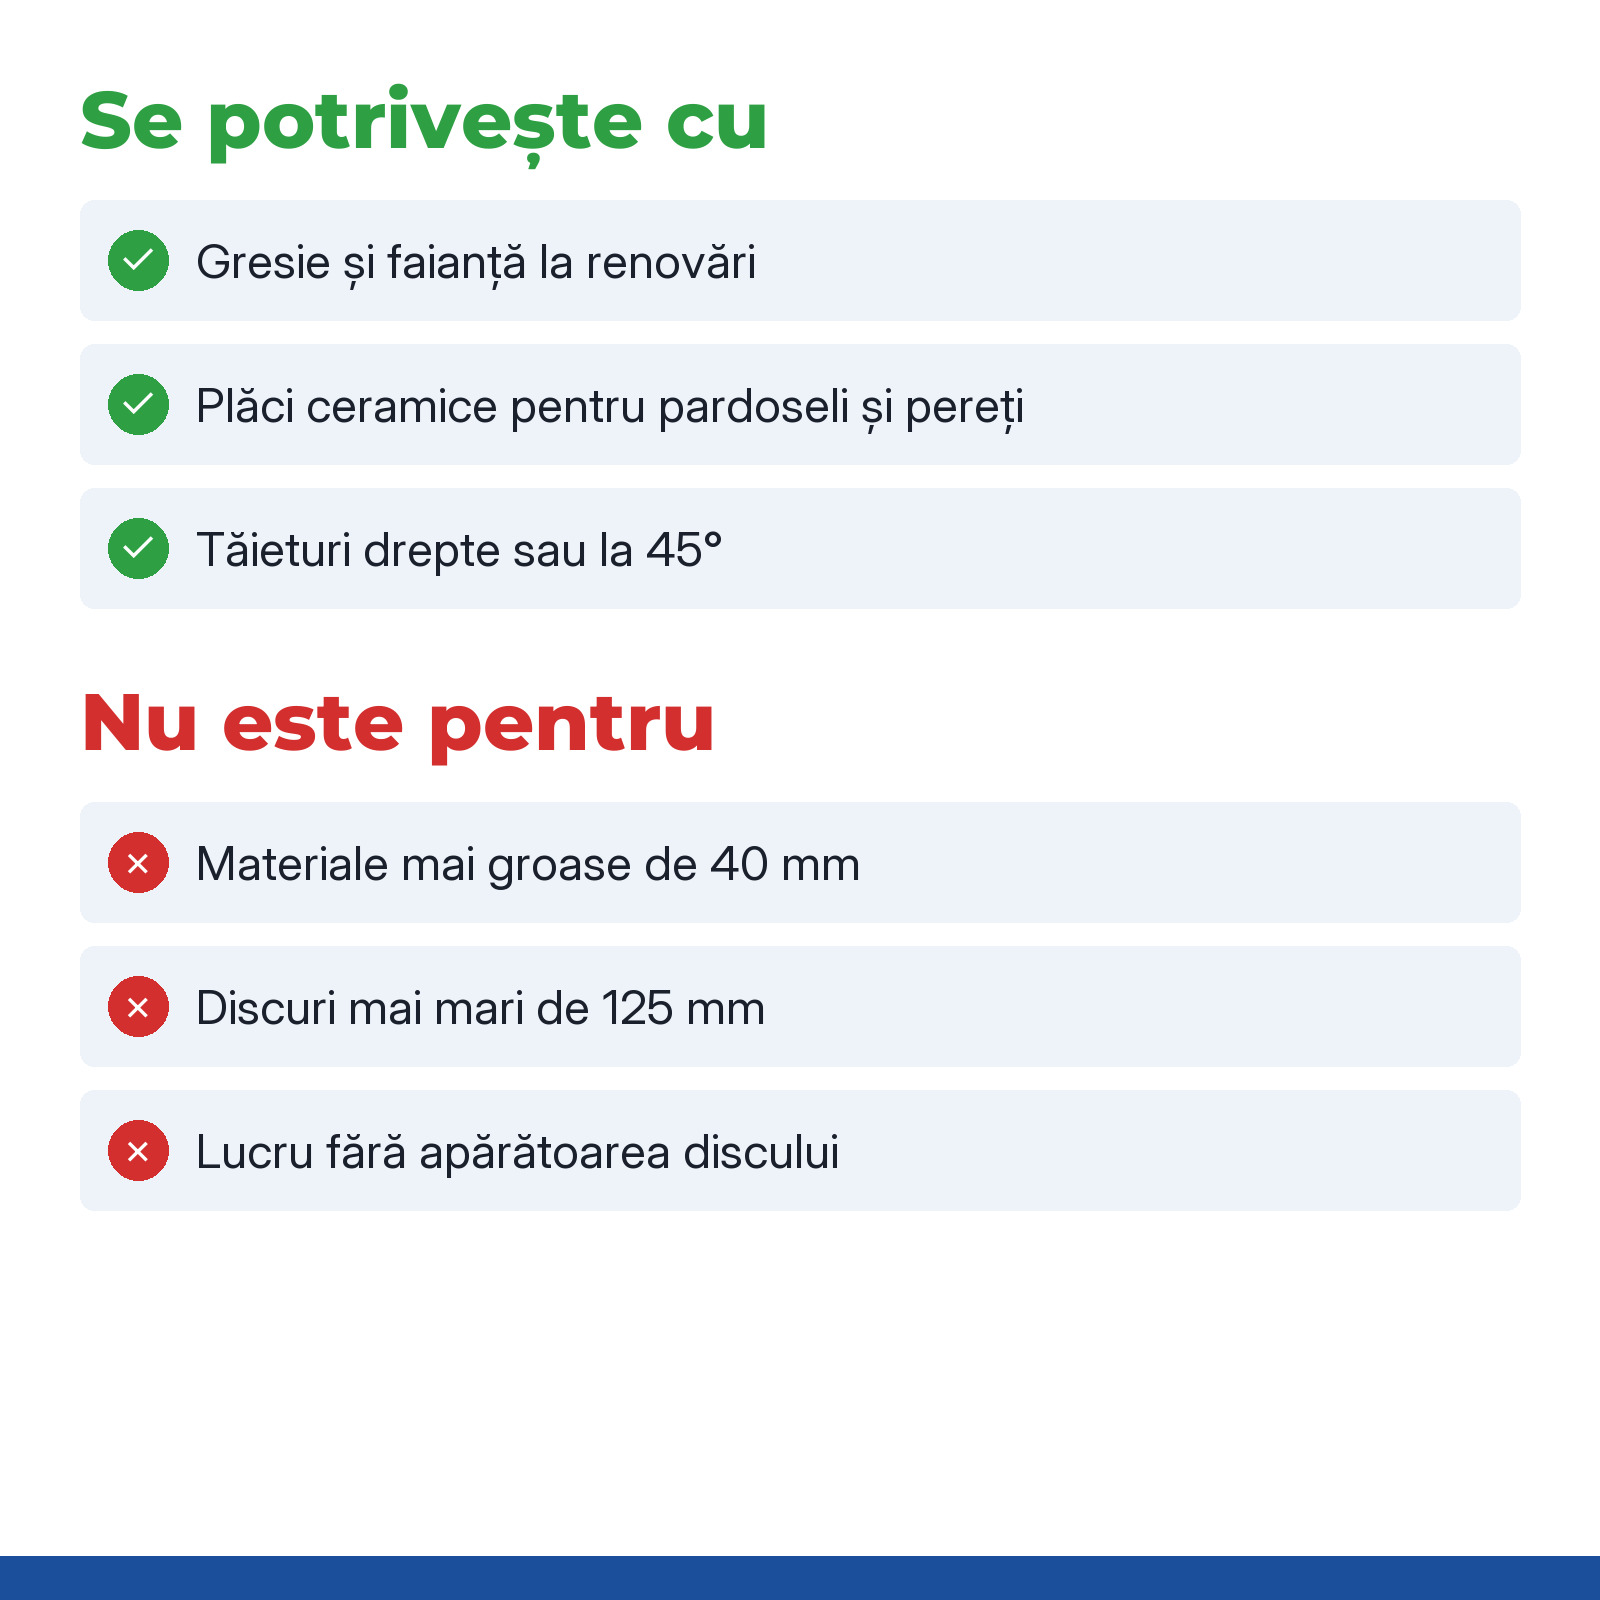 Se potrivește cu
Gresie și faianță la renovări
Plăci ceramice pentru pardoseli și pereți
Tăieturi drepte sau la 45°
Nu este pentru
Materiale mai groase de 40 mm
Discuri mai mari de 125 mm
Lucru fără apărătoarea discului